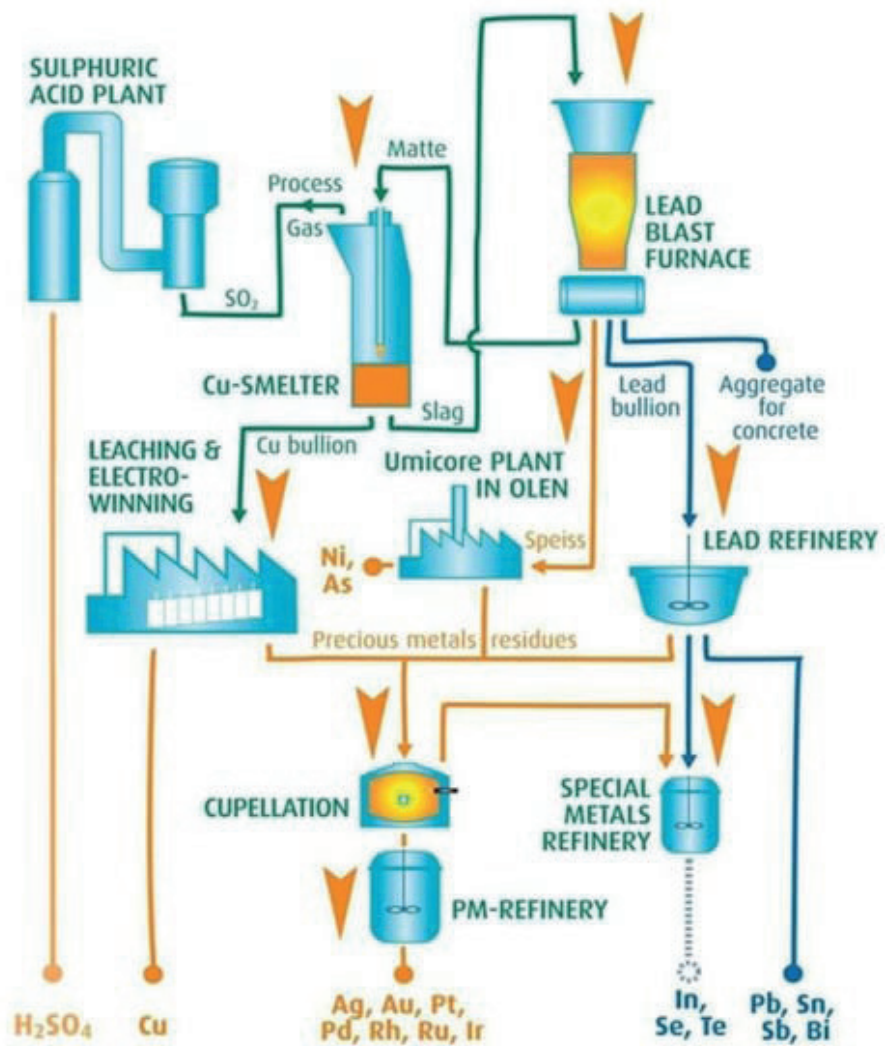 SULPHURIC
ACID PLANT
Matte
Process
Gas
LEAD
BLAST
FURNACE
SO₂
Cu-SMELTER
Slag
Cu bullion
Lead
bullion
Aggregate
for
concrete
LEACHING &
ELECTRO-
WINNING
Umicore PLANT
IN OLEN
Speiss
LEAD REFINERY
Ni,
As
Precious metals residues
CUPELLATION
SPECIAL
METALS
REFINERY
PM-REFINERY
H₂SO₄
Cu
Ag, Au, Pt,
Pd, Rh, Ru, Ir
In,
Se, Te
Pb, Sn,
Sb, Bi